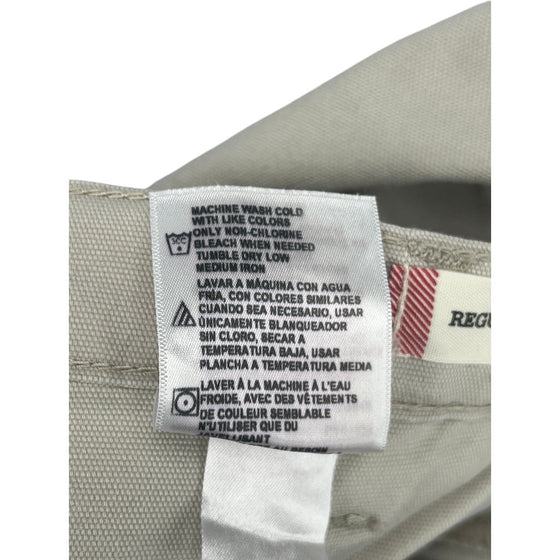 MACHINE WASH COLD
WITH LIKE COLORS
ONLY NON-CHLORINE
BLEACH WHEN NEEDED
TUMBLE DRY LOW
MEDIUM IRON
LAVAR A MÁQUINA CON AGUA
FRÍA, CON COLORES SIMILARES
CUANDO SEA NECESARIO, USAR
ÚNICAMENTE BLANQUEADOR
SIN CLORO, SECAR A
TEMPERATURA BAJA, USAR
PLANCHA A TEMPERATURA MEDIA
LAVER À LA MACHINE À L'EAU
FROIDE, AVEC DES VÊTEMENTS
DE COULEUR SEMBLABLE
N'UTILISER QUE DU
REGU